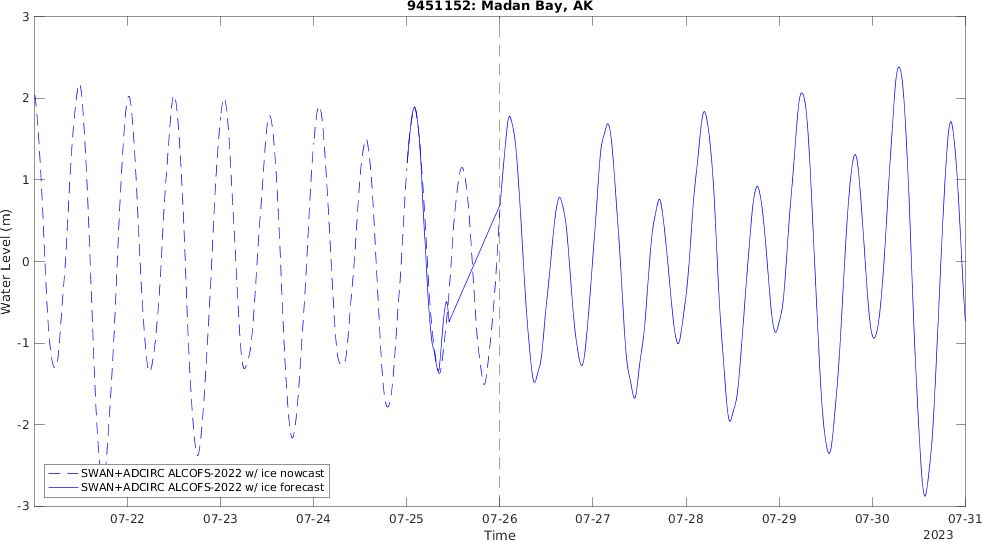 9451152: Madan Bay, AK
3
2
1
0
-1
-2
-3
Water Level (m)
SWAN+ADCIRC ALCOFS-2022 w/ ice nowcast
SWAN+ADCIRC ALCOFS-2022 w/ ice forecast
07-22 07-23 07-24 07-25 07-26 07-27 07-28 07-29 07-30 07-31
Time
2023